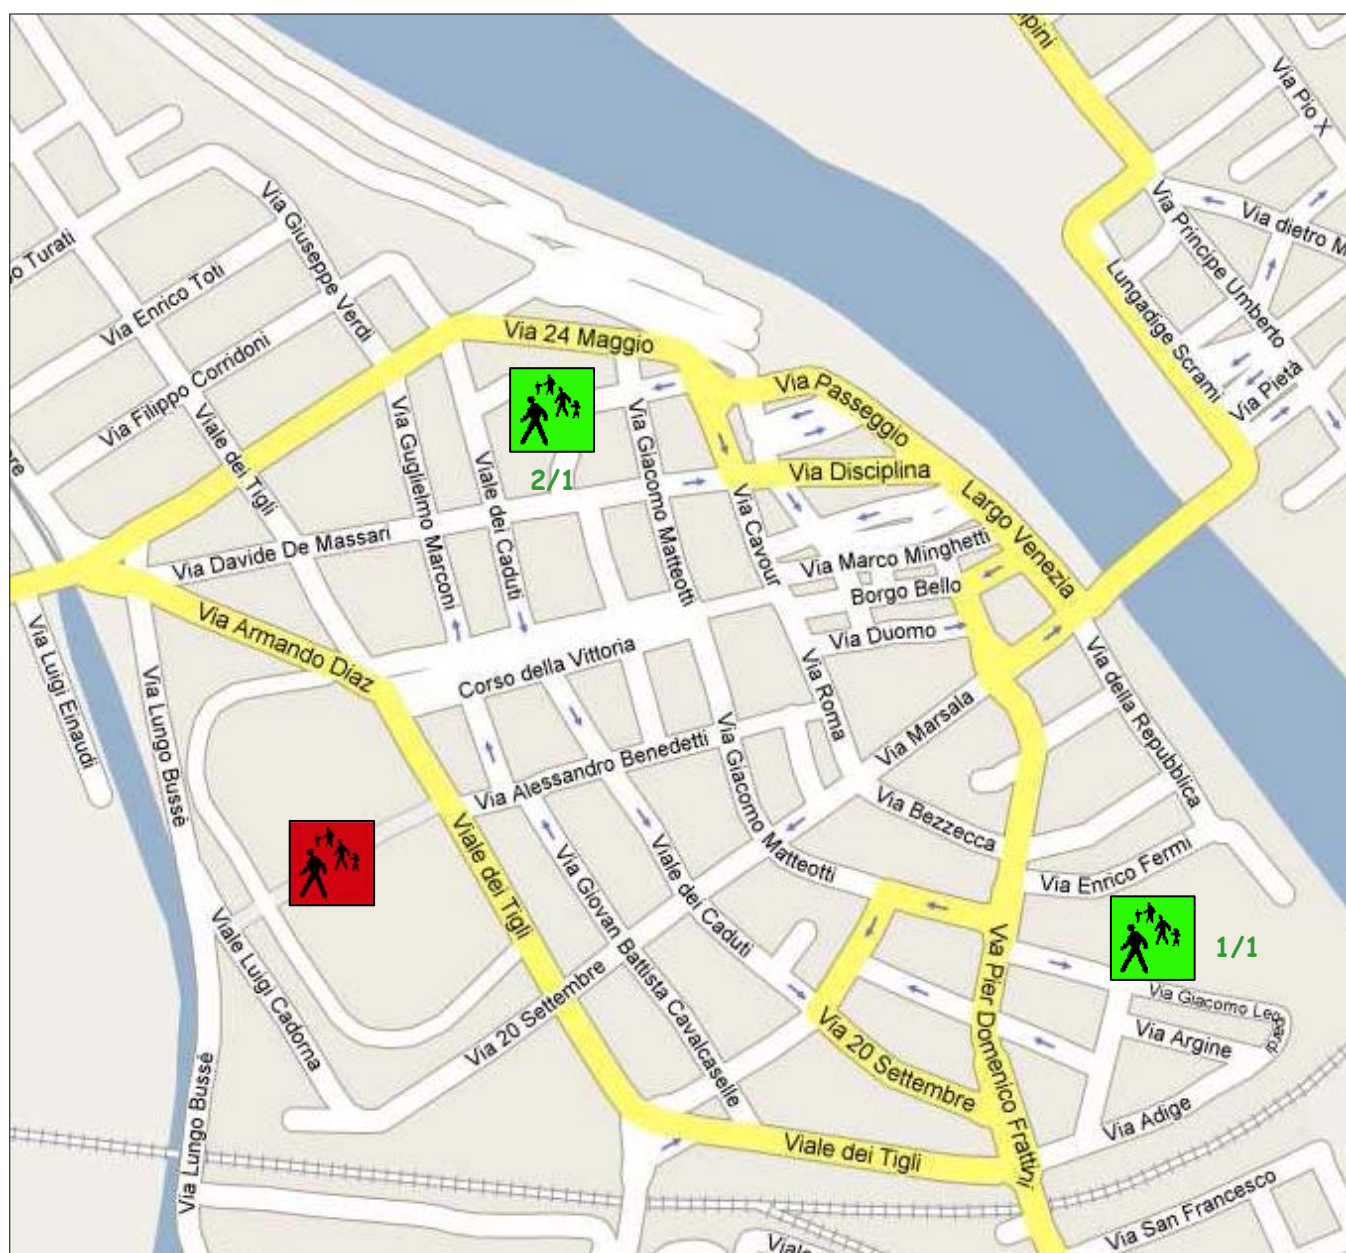 pini
Via Pio X
Via dietro M
Via Principe Umberto
Via Giuseppe Verdi
o Turati
Via Enrico Toti
Lungadige Scrami
Via 24 Maggio
Via Filippo Corridoni
Via Passeggio
Via Pietà
Viale dei Tigli
Via Guglielmo Marconi
Via Giacomo Matteotti
ere
Viale dei Caduti
2/1
Via Disciplina
Largo Venezia
Via Cavour
Via Davide De Massari
Via Marco Minghetti
Borgo Bello
Via Armando Diaz
Via Duomo
Via Luigi Einaudi
Via Lungo Bussè
Corso della Vittoria
Via Roma
Via della Repubblica
Via Marsala
Via Alessandro Benedetti
Via Giacomo Matteotti
Via Bezzecca
Viale dei Tigli
Via Giovan Battista Cavalcaselle
Viale dei Caduti
Via Enrico Fermi
Viale Luigi Cadorna
1/1
Via Pier Domenico Frattini
Via Giacomo Leopardi
Via 20 Settembre
Via 20 Settembre
Via Argine
Via Lungo Bussè
Via Adige
Viale dei Tigli
Via San Francesco
Viale